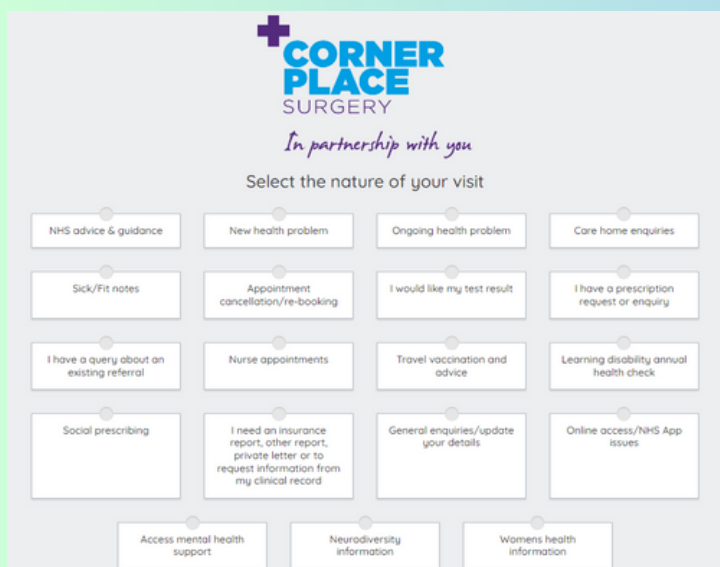 CORNER
PLACE
SURGERY
In partnership with you
Select the nature of your visit
NHS advice & guidance
New health problem
Ongoing health problem
Care home enquiries
Sick/Fit notes
Appointment
cancellation/re-booking
I would like my test result
I have a prescription
request or enquiry
I have a query about an
existing referral
Nurse appointments
Travel vaccination and
advice
Learning disability annual
health check
Social prescribing
I need an insurance
report, other report,
private letter or to
request information from
my clinical record
General enquiries/update
your details
Online access/NHS App
issues
Access mental health
support
Neurodiversity
information
Womens health
information